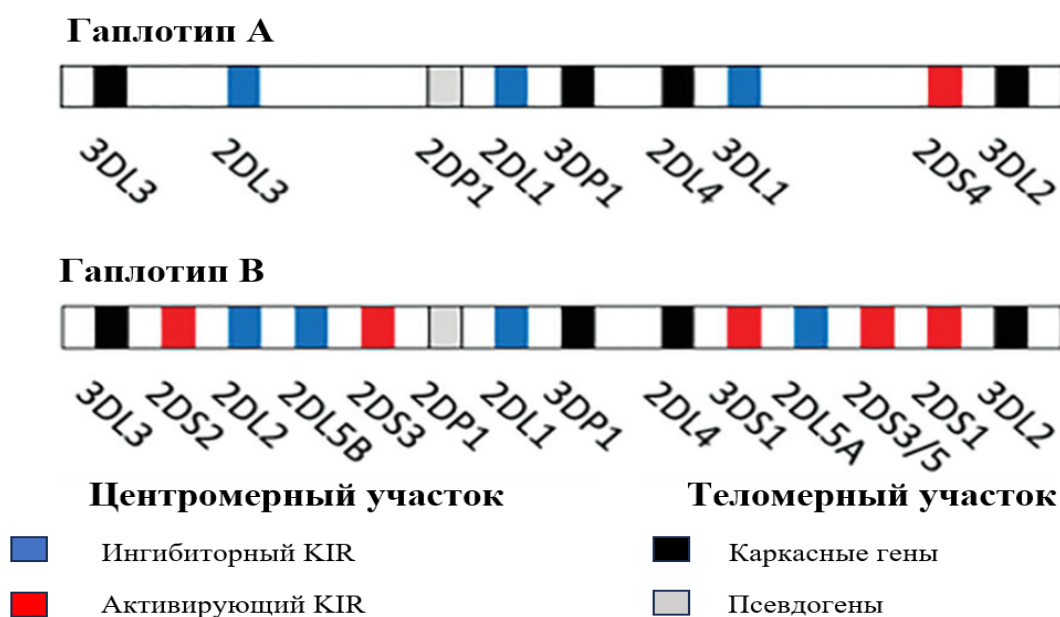 Гаплотип А
3DL3 2DL3 2DP1 2DL1 3DP1 2DL4 3DL1 2DS4 3DL2
Гаплотип В
3DL3 2DS2 2DL2 2DL5B 2DS3 2DP1 2DL1 3DP1 2DL4 3DS1 2DL5A 2DS3/5 2DS1 3DL2
Центромерный участок Теломерный участок
Ингибиторный KIR Каркасные гены
Активирующий KIR Псевдогены